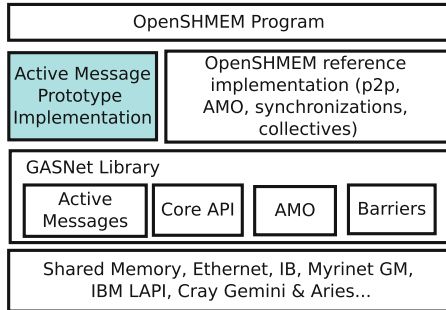 OpenSHMEM Program
Active Message
Prototype
Implementation
OpenSHMEM reference
implementation (p2p,
AMO, synchronizations,
collectives)
GASNet Library
Active
Messages
Core API
AMO
Barriers
Shared Memory, Ethernet, IB, Myrinet GM,
IBM LAPI, Cray Gemini & Aries...